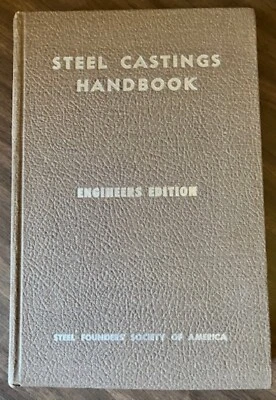 STEEL CASTINGS
HANDBOOK
ENGINEERS EDITION
STEEL FOUNDERS' SOCIETY OF AMERICA